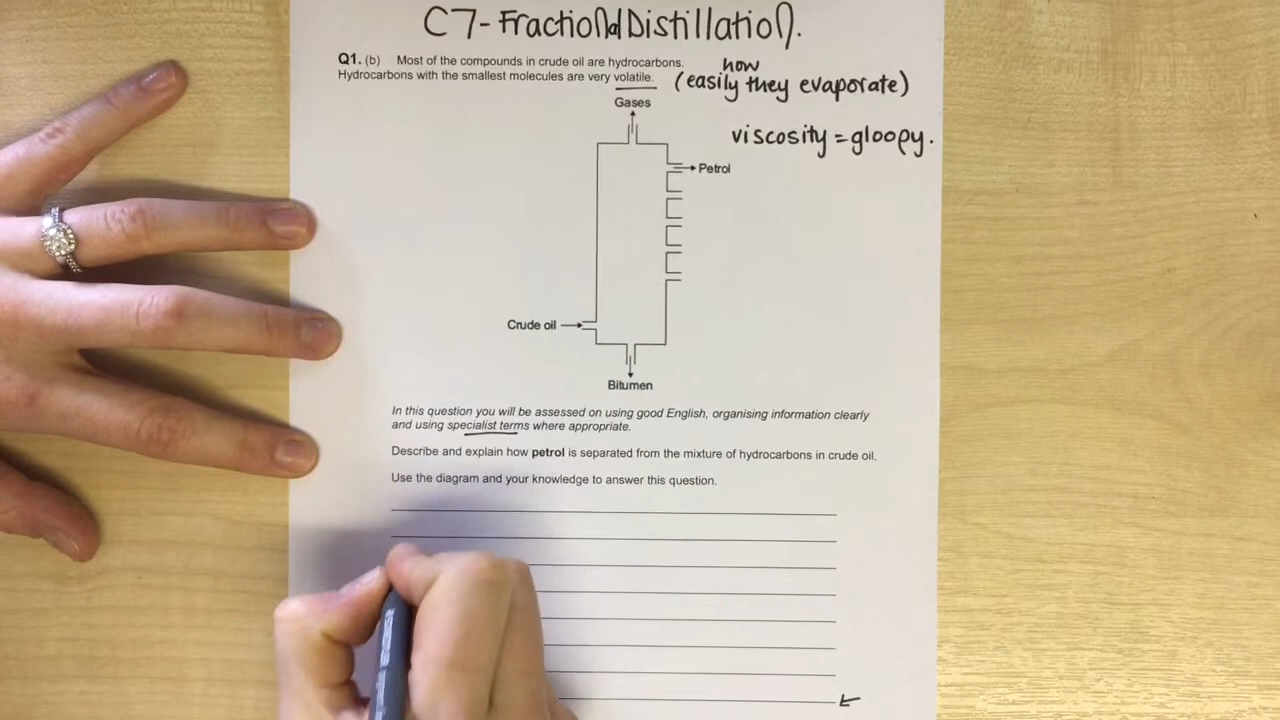 C7 - Fractional Distillation.
Q1. (b) Most of the compounds in crude oil are hydrocarbons.
how
Hydrocarbons with the smallest molecules are very volatile. (easily they evaporate)
Gases
viscosity = gloopy.
Petrol
Crude oil
Bitumen
In this question you will be assessed on using good English, organising information clearly
and using specialist terms where appropriate.
Describe and explain how petrol is separated from the mixture of hydrocarbons in crude oil.
Use the diagram and your knowledge to answer this question.